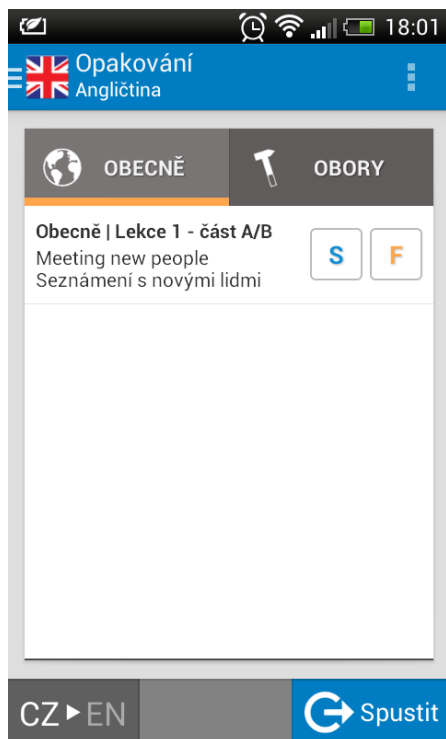 18:01
Opakování
Angličtina
OBECNĚ
OBORY
Obecně | Lekce 1 - část A/B
Meeting new people
Seznámení s novými lidmi
S F
CZ EN
Spustit